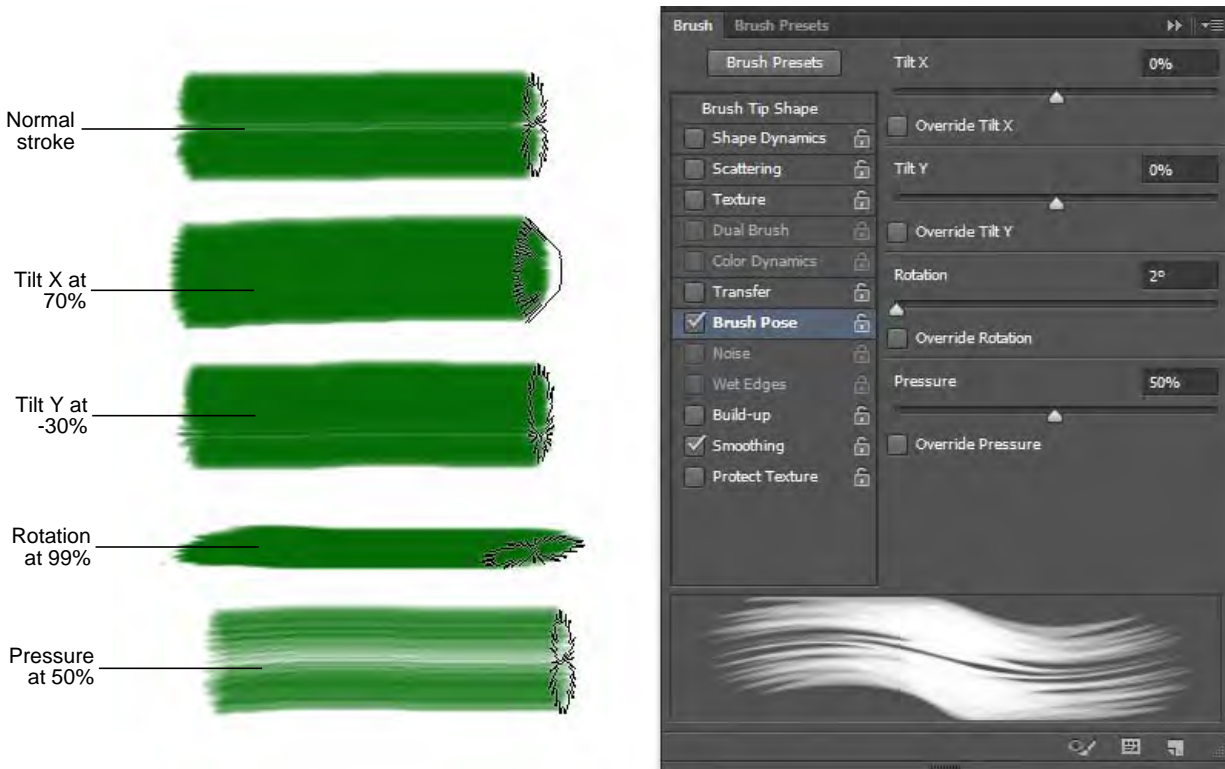 Normal
stroke
Tilt X at
70%
Tilt Y at
-30%
Rotation
at 99%
Pressure
at 50%
Brush Brush Presets
Brush Presets
Brush Tip Shape
Shape Dynamics
Scattering
Texture
Dual Brush
Color Dynamics
Transfer
Brush Pose
Noise
Wet Edges
Build-up
Smoothing
Protect Texture
Tilt X 0%
Override Tilt X
Tilt Y 0%
Override Tilt Y
Rotation 2º
Override Rotation
Pressure 50%
Override Pressure